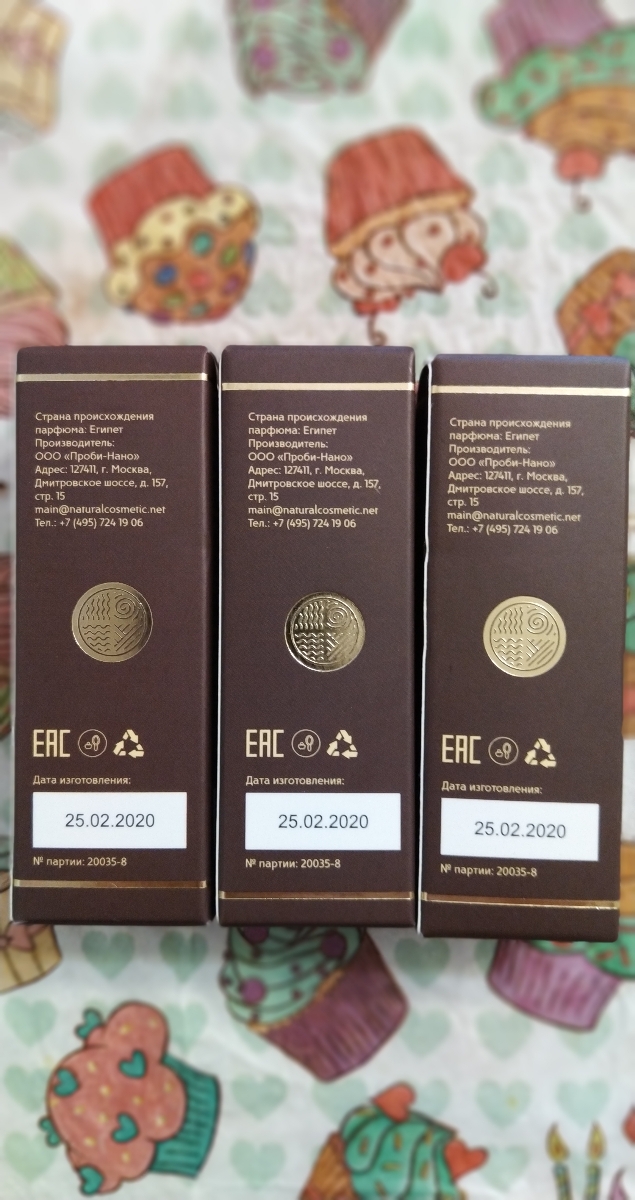 Страна происхождения
парфюма: Египет
Производитель:
ООО «Проби-Нано»
Адрес: 127411, г. Москва,
Дмитровское шоссе, д. 157,
стр. 15
main@naturalcosmetic.net
Тел.: +7 (495) 724 19 06
EAC
Дата изготовления:
25.02.2020
№ партии: 20035-8
Страна происхождения
парфюма: Египет
Производитель:
ООО «Проби-Нано»
Адрес: 127411, г. Москва,
Дмитровское шоссе, д. 157,
стр. 15
main@naturalcosmetic.net
Тел.: +7 (495) 724 19 06
EAC
Дата изготовления:
25.02.2020
№ партии: 20035-8
Страна происхождения
парфюма: Египет
Производитель:
ООО «Проби-Нано»
Адрес: 127411, г. Москва,
Дмитровское шоссе, д. 157,
стр. 15
main@naturalcosmetic.net
Тел.: +7 (495) 724 19 06
EAC
Дата изготовления:
25.02.2020
№ партии: 20035-8